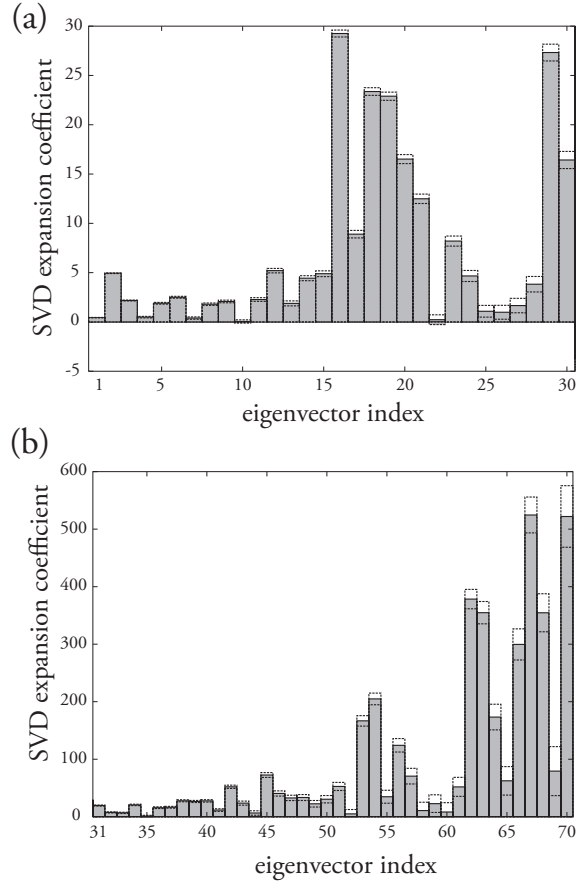 (a)
SVD expansion coefficient
30
25
20
15
10
5
0
-5
1 5 10 15 20 25 30
eigenvector index
(b)
SVD expansion coefficient
600
500
400
300
200
100
0
31 35 40 45 50 55 60 65 70
eigenvector index